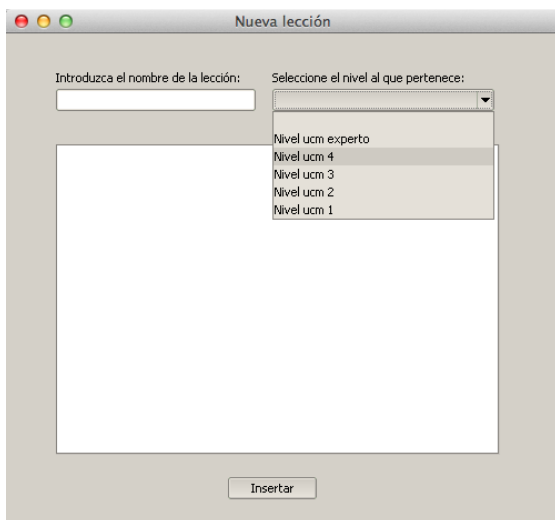 Nueva lección
Introduzca el nombre de la lección:
Seleccione el nivel al que pertenece:
Nivel ucm experto
Nivel ucm 4
Nivel ucm 3
Nivel ucm 2
Nivel ucm 1
Insertar